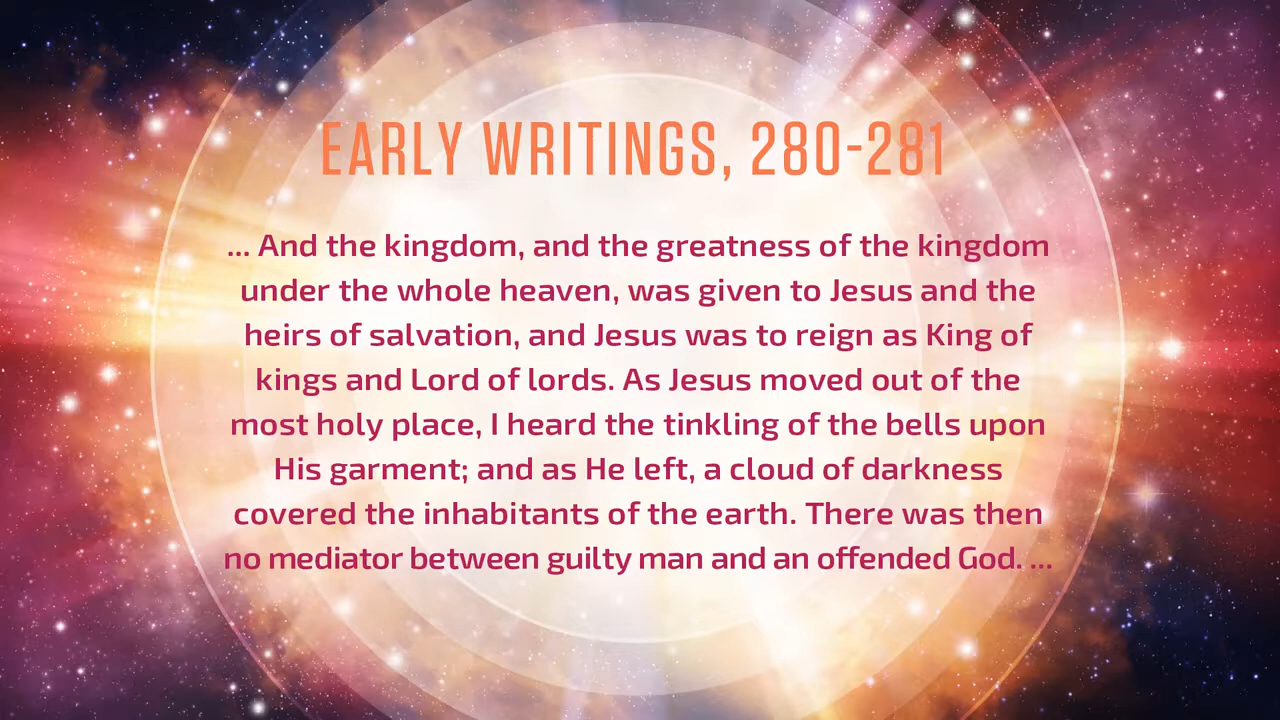 EARLY WRITINGS, 280-281
... And the kingdom, and the greatness of the kingdom
under the whole heaven, was given to Jesus and the
heirs of salvation, and Jesus was to reign as King of
kings and Lord of lords. As Jesus moved out of the
most holy place, I heard the tinkling of the bells upon
His garment; and as He left, a cloud of darkness
covered the inhabitants of the earth. There was then
no mediator between guilty man and an offended God. ...